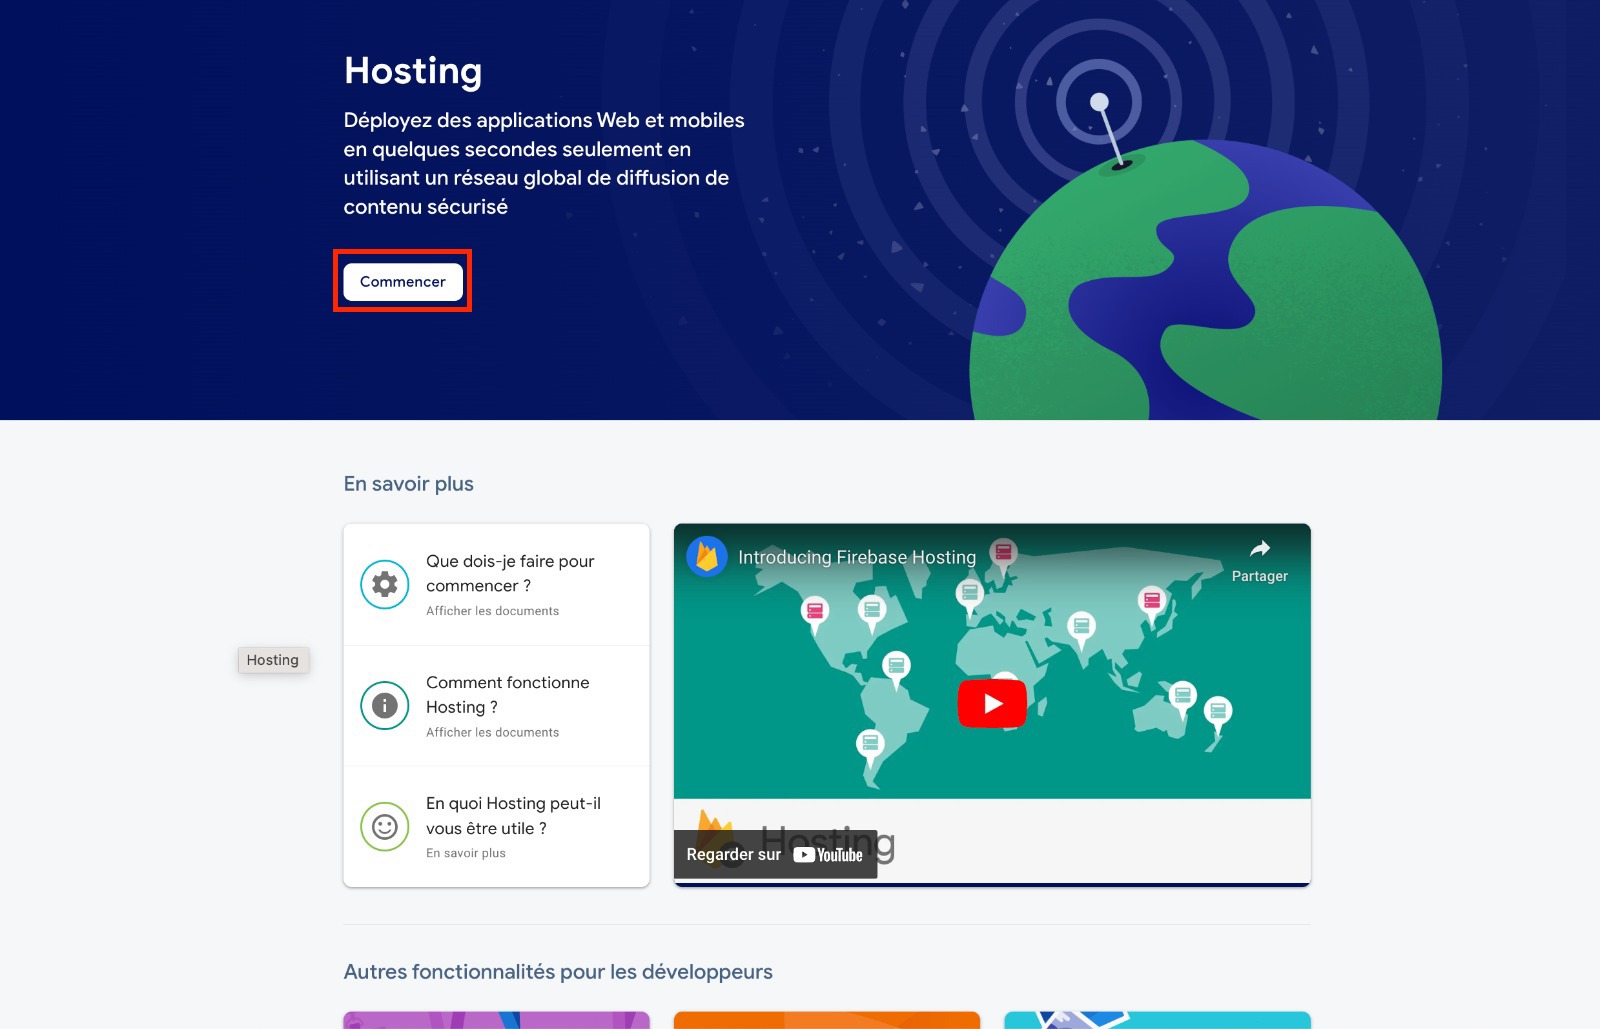 Hosting
Déployez des applications Web et mobiles
en quelques secondes seulement en
utilisant un réseau global de diffusion de
contenu sécurisé
Commencer
En savoir plus
Que dois-je faire pour
commencer ?
Afficher les documents
Comment fonctionne
Hosting ?
Afficher les documents
En quoi Hosting peut-il
vous être utile ?
En savoir plus
Hosting
Introducing Firebase Hosting
Partager
Hosting
Regarder sur YouTube
Autres fonctionnalités pour les développeurs